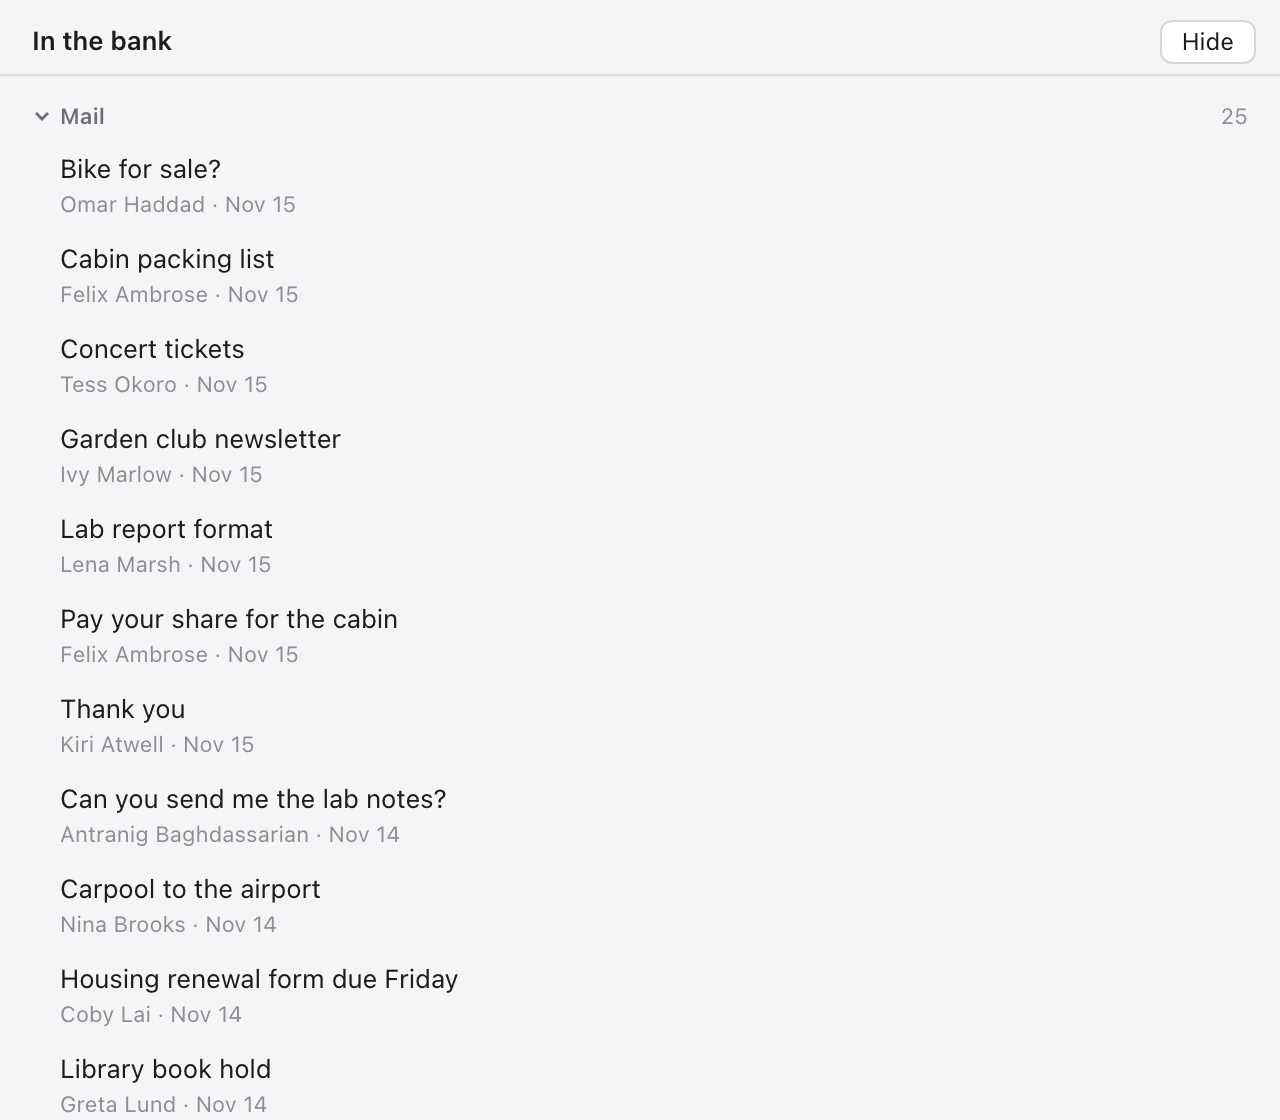 In the bank
Hide
Mail
25
Bike for sale?
Omar Haddad · Nov 15
Cabin packing list
Felix Ambrose · Nov 15
Concert tickets
Tess Okoro · Nov 15
Garden club newsletter
Ivy Marlow · Nov 15
Lab report format
Lena Marsh · Nov 15
Pay your share for the cabin
Felix Ambrose · Nov 15
Thank you
Kiri Atwell · Nov 15
Can you send me the lab notes?
Antranig Baghdassarian · Nov 14
Carpool to the airport
Nina Brooks · Nov 14
Housing renewal form due Friday
Coby Lai · Nov 14
Library book hold
Greta Lund · Nov 14